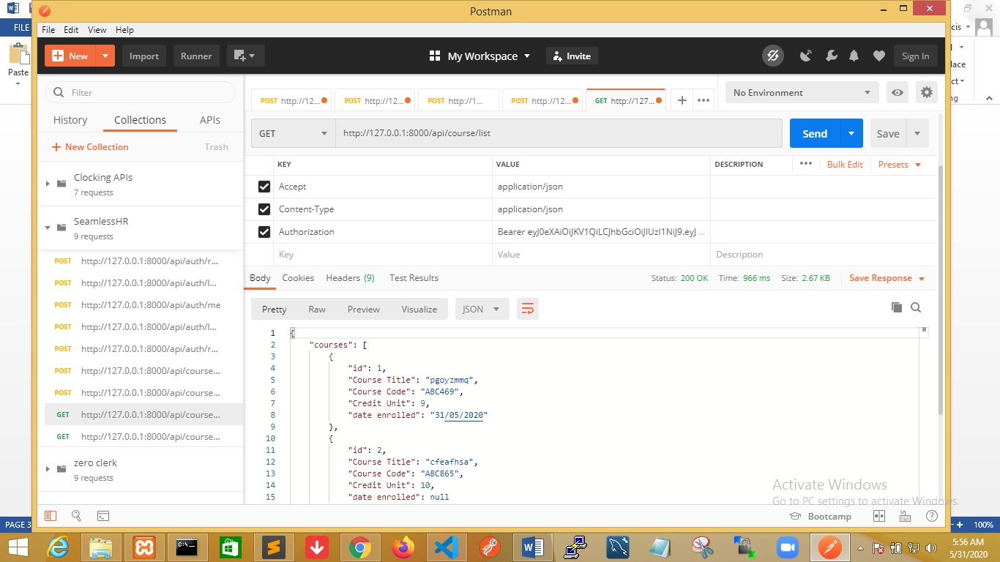 Postman
FILE
Paste
File Edit View Help
New Import Runner My Workspace Invite Sign In
Filter
History Collections APIs
New Collection Trash
Clocking APIs
7 requests
SeamlessHR
9 requests
POST http://127.0.0.1:8000/api/auth/r...
POST http://127.0.0.1:8000/api/auth/l...
POST http://127.0.0.1:8000/api/auth/me
POST http://127.0.0.1:8000/api/auth/l...
POST http://127.0.0.1:8000/api/auth/r...
POST http://127.0.0.1:8000/api/course...
POST http://127.0.0.1:8000/api/course...
GET http://127.0.0.1:8000/api/course...
GET http://127.0.0.1:8000/api/course...
zero clerk
9 requests
POST http://12... POST http://12... POST http://1... POST http://12... GET http://127... No Environment
GET http://127.0.0.1:8000/api/course/list Send Save
KEY VALUE DESCRIPTION Bulk Edit Presets
Accept application/json
Content-Type application/json
Authorization Bearer eyJ0eXAiOiJKV1QiLCJhbGciOiJIUzI1NiJ9.eyJ ...
Key Value Description
Body Cookies Headers (9) Test Results Status: 200 OK Time: 966 ms Size: 2.67 KB Save Response
Pretty Raw Preview Visualize JSON
1 {
2 "courses": [
3 {
4 "id": 1,
5 "Course Title": "pgoyzmmq",
6 "Course Code": "ABC469",
7 "Credit Unit": 9,
8 "date enrolled": "31/05/2020"
9 },
10 {
11 "id": 2,
12 "Course Title": "cfeafhsa",
13 "Course Code": "ABC865",
14 "Credit Unit": 10,
15 "date enrolled": null
Activate Windows
Go to PC settings to activate Windows.
Bootcamp
PAGE 3
100%
5:56 AM
5/31/2020